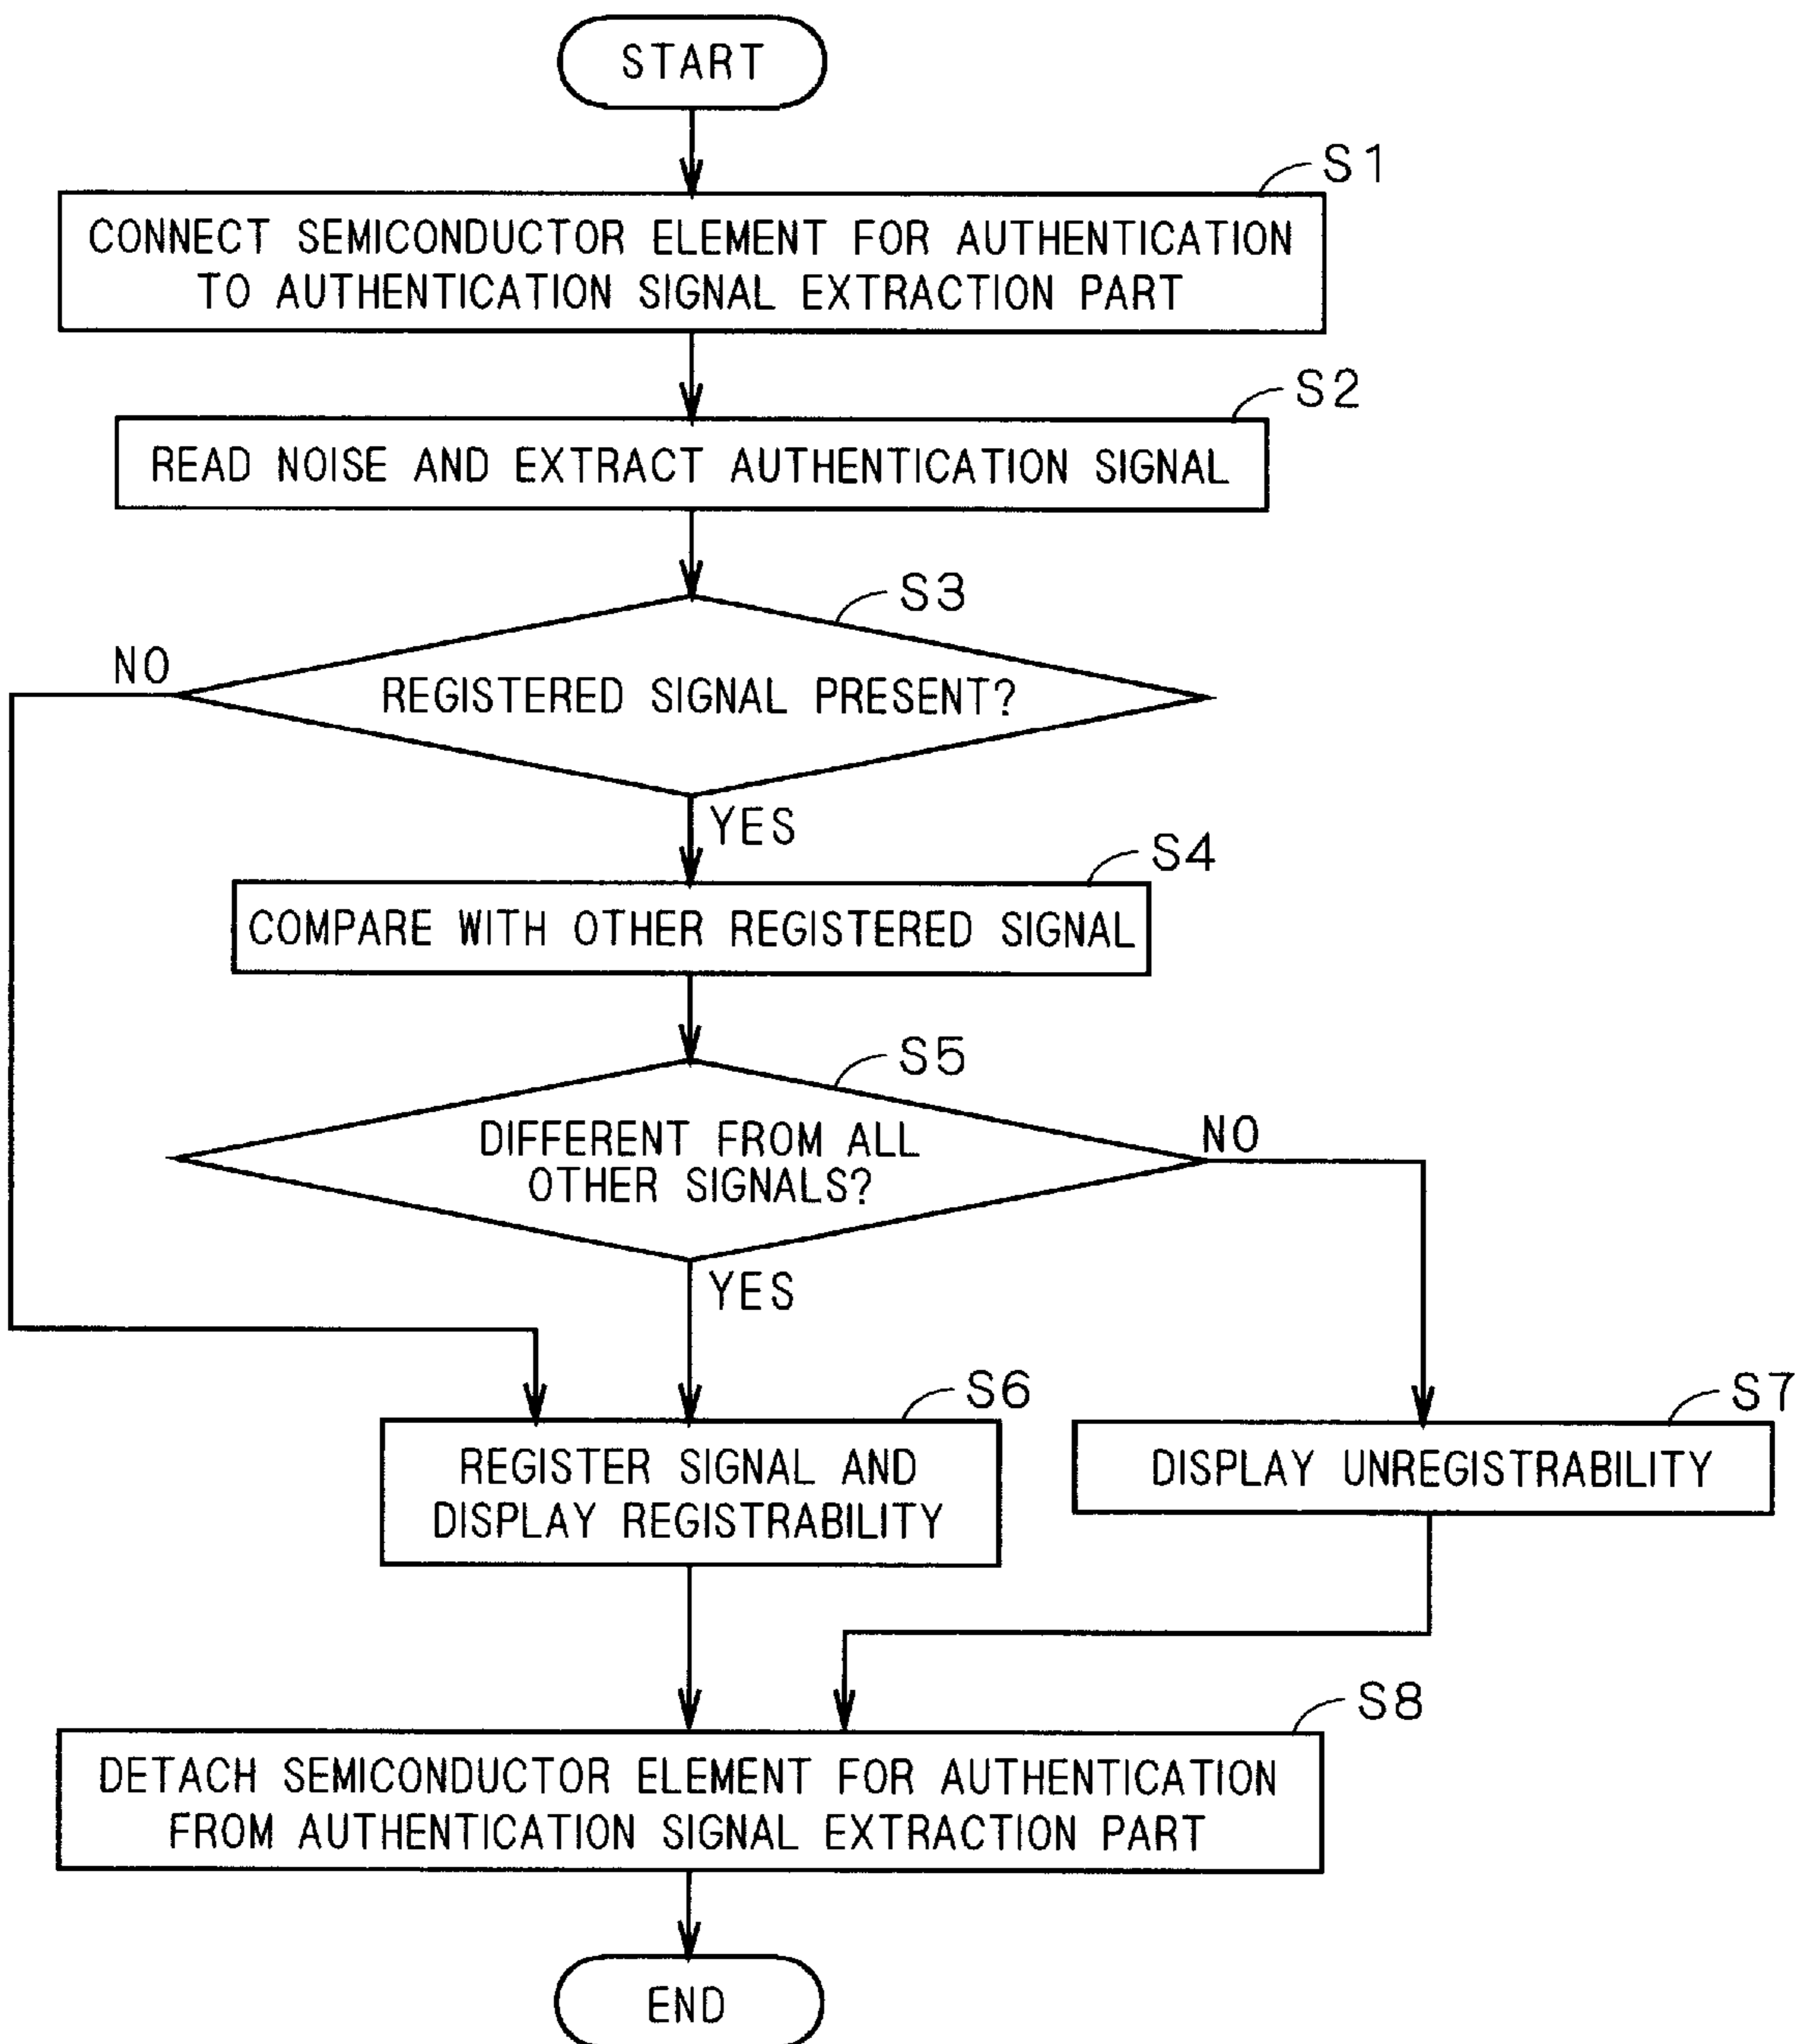 START
S1
CONNECT SEMICONDUCTOR ELEMENT FOR AUTHENTICATION
TO AUTHENTICATION SIGNAL EXTRACTION PART
S2
READ NOISE AND EXTRACT AUTHENTICATION SIGNAL
S3
NO
REGISTERED SIGNAL PRESENT?
YES
S4
COMPARE WITH OTHER REGISTERED SIGNAL
S5
DIFFERENT FROM ALL
OTHER SIGNALS?
NO
YES
S6
REGISTER SIGNAL AND
DISPLAY REGISTRABILITY
S7
DISPLAY UNREGISTRABILITY
S8
DETACH SEMICONDUCTOR ELEMENT FOR AUTHENTICATION
FROM AUTHENTICATION SIGNAL EXTRACTION PART
END